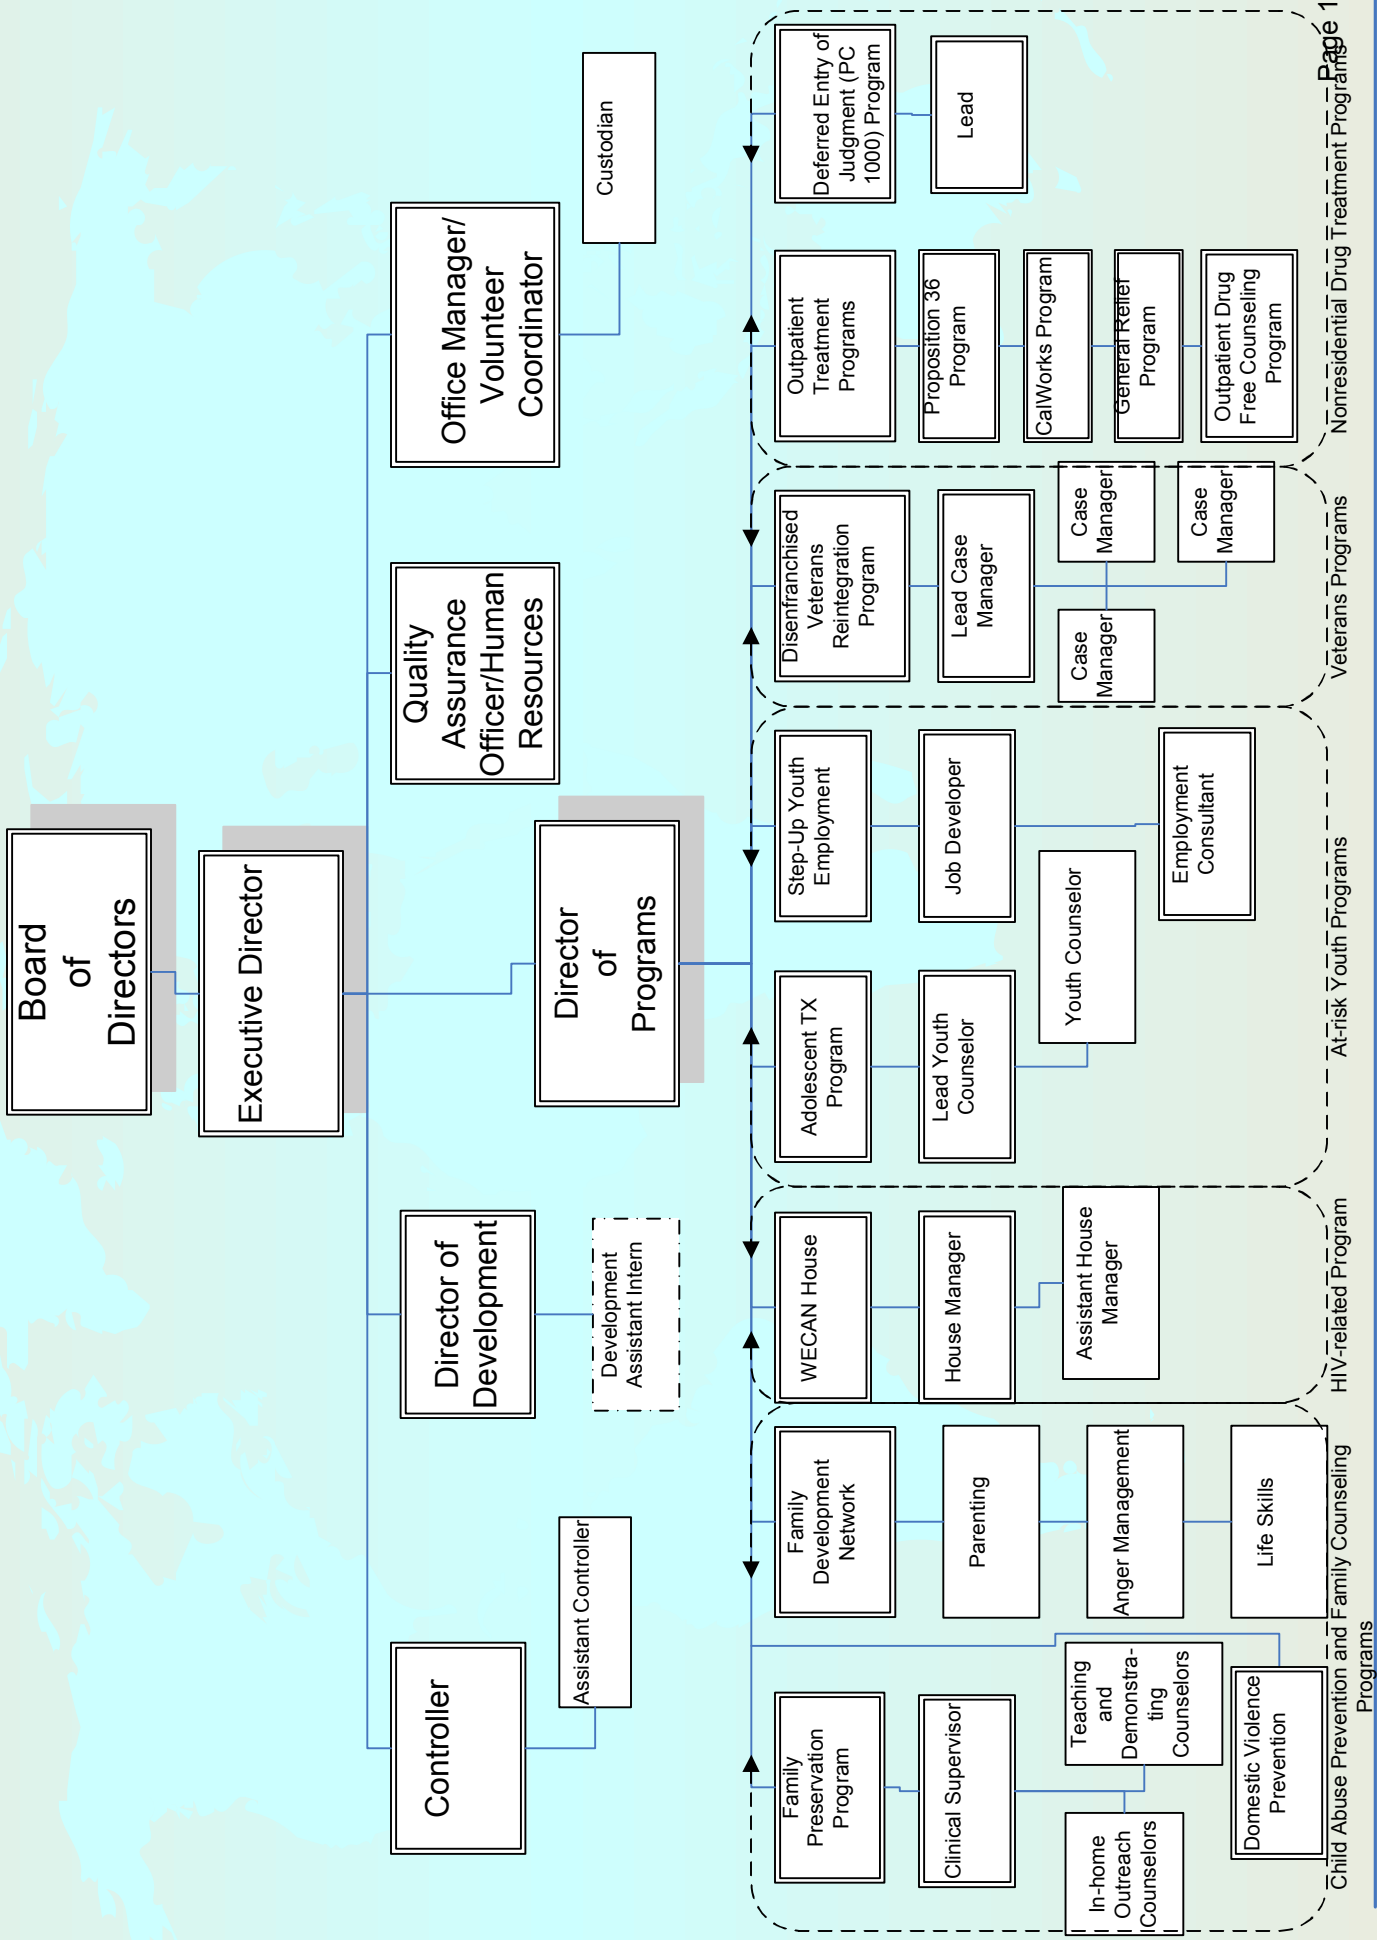 Board
of
Directors
Executive Director
Controller
Assistant Controller
Director of
Development
Development
Assistant Intern
Quality
Assurance
Officer/Human
Resources
Office Manager/
Volunteer
Coordinator
Custodian
Director
of
Programs
Family
Preservation
Program
Clinical Supervisor
In-home
Outreach
Counselors
Teaching
and
Demonstra-
ting
Counselors
Domestic Violence
Prevention
Family
Development
Network
Parenting
Anger Management
Life Skills
Child Abuse Prevention and Family Counseling
Programs
WECAN House
House Manager
Assistant House
Manager
HIV-related Program
Adolescent TX
Program
Lead Youth
Counselor
Youth Counselor
Step-Up Youth
Employment
Job Developer
Employment
Consultant
At-risk Youth Programs
Disenfranchised
Veterans
Reintegration
Program
Lead Case
Manager
Case
Manager
Case
Manager
Case
Manager
Veterans Programs
Outpatient
Treatment
Programs
Proposition 36
Program
CalWorks Program
General Relief
Program
Outpatient Drug
Free Counseling
Program
Deferred Entry of
Judgment (PC
1000) Program
Lead
Nonresidential Drug Treatment Programs
Page 1